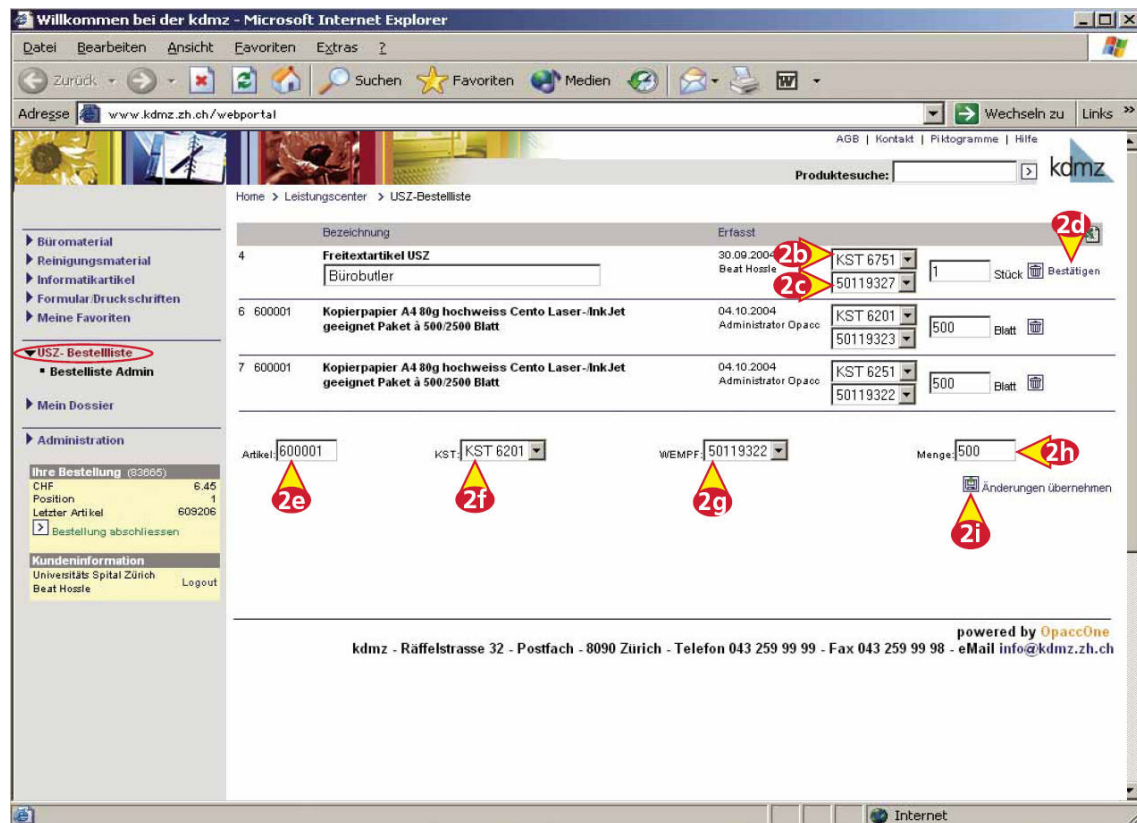 Willkommen bei der kdmz - Microsoft Internet Explorer
Datei Bearbeiten Ansicht Favoriten Extras ?
Zurück Suchen Favoriten Medien
Adresse www.kdmz.zh.ch/webportal Wechseln zu Links »
AGB | Kontakt | Piktogramme | Hilfe
Produktesuche: kdmz
Home > Leistungscenter > USZ-Bestellliste
Büromaterial
Reinigungsmaterial
Informatikartikel
Formular/Druckschriften
Meine Favoriten
USZ- Bestellliste
Bestelliste Admin
Mein Dossier
Administration
Ihre Bestellung (83665)
CHF 6.45
Position 1
Letzter Artikel 609206
Bestellung abschliessen
Kundeninformation
Universitäts Spital Zürich
Beat Hossle
Logout
Bezeichnung Erfasst
2d
4 Freitextartikel USZ 30.09.2004 2b KST 6751
Bürobutler Beat Hossle 2c 50119327 1 Stück Bestätigen
6 600001 Kopierpapier A4 80g hochweiss Cento Laser-/InkJet 04.10.2004 KST 6201
geeignet Paket à 500/2500 Blatt Administrator Opacc 50119323 500 Blatt
7 600001 Kopierpapier A4 80g hochweiss Cento Laser-/InkJet 04.10.2004 KST 6251
geeignet Paket à 500/2500 Blatt Administrator Opacc 50119322 500 Blatt
Artikel: 600001 KST: KST 6201 WEMPF: 50119322 Menge: 500 2h
2e 2f 2g
Änderungen übernehmen
2i
powered by OpaccOne
kdmz - Räffelstrasse 32 - Postfach - 8090 Zürich - Telefon 043 259 99 99 - Fax 043 259 99 98 - eMail info@kdmz.zh.ch
Internet